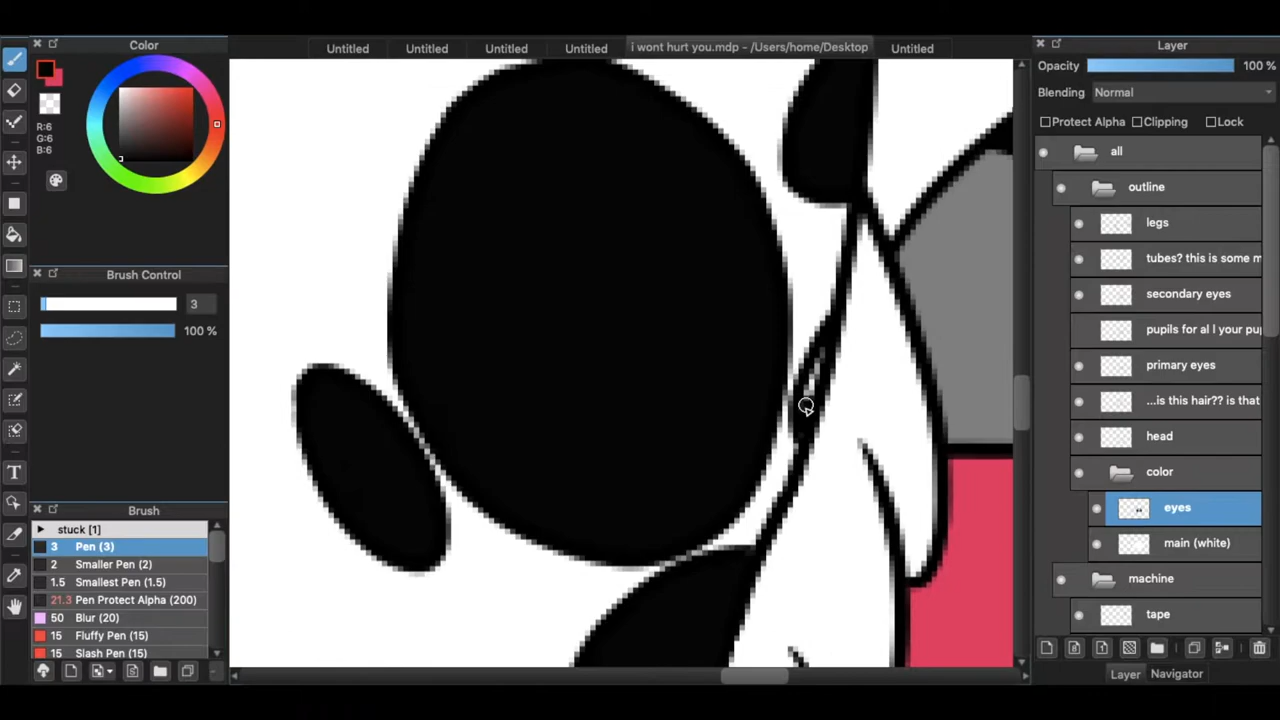 Color
Untitled
Untitled
Untitled
Untitled
i wont hurt you.mdp - /Users/home/Desktop
Untitled
Layer
R:6
G:6
B:6
Brush Control
3
100 %
Brush
stuck [1]
3 Pen (3)
2 Smaller Pen (2)
1.5 Smallest Pen (1.5)
21.3 Pen Protect Alpha (200)
50 Blur (20)
15 Fluffy Pen (15)
15 Slash Pen (15)
T
Opacity 100 %
Blending Normal
Protect Alpha Clipping Lock
all
outline
legs
tubes? this is some m
secondary eyes
pupils for al l your pu
primary eyes
...is this hair?? is that
head
color
eyes
main (white)
machine
tape
Layer Navigator